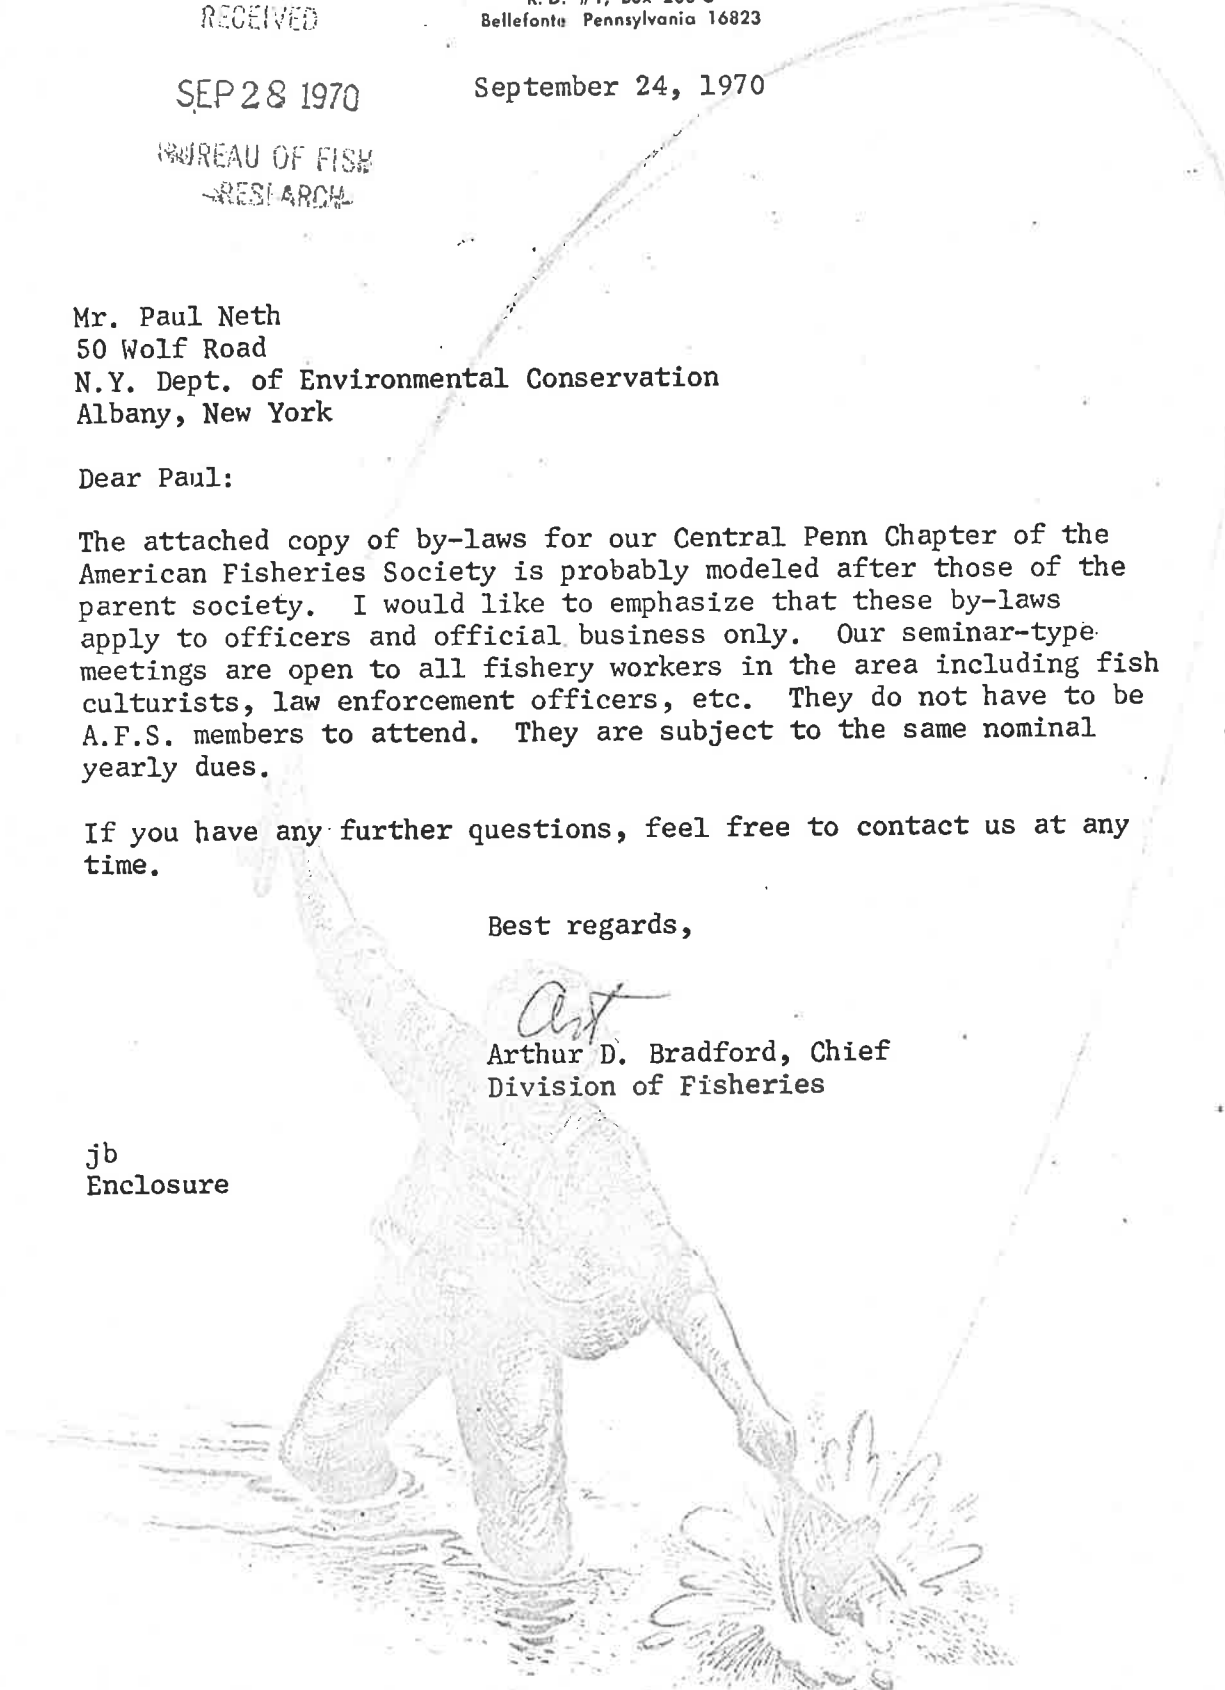 RECEIVED
Bellefonte Pennsylvania 16823
SEP 28 1970
September 24, 1970
BUREAU OF FISH
RESEARCH
Mr. Paul Neth
50 Wolf Road
N.Y. Dept. of Environmental Conservation
Albany, New York
Dear Paul:
The attached copy of by-laws for our Central Penn Chapter of the
American Fisheries Society is probably modeled after those of the
parent society. I would like to emphasize that these by-laws
apply to officers and official business only. Our seminar-type
meetings are open to all fishery workers in the area including fish
culturists, law enforcement officers, etc. They do not have to be
A.F.S. members to attend. They are subject to the same nominal
yearly dues.
If you have any further questions, feel free to contact us at any
time.
Best regards,
Art
Arthur D. Bradford, Chief
Division of Fisheries
jb
Enclosure